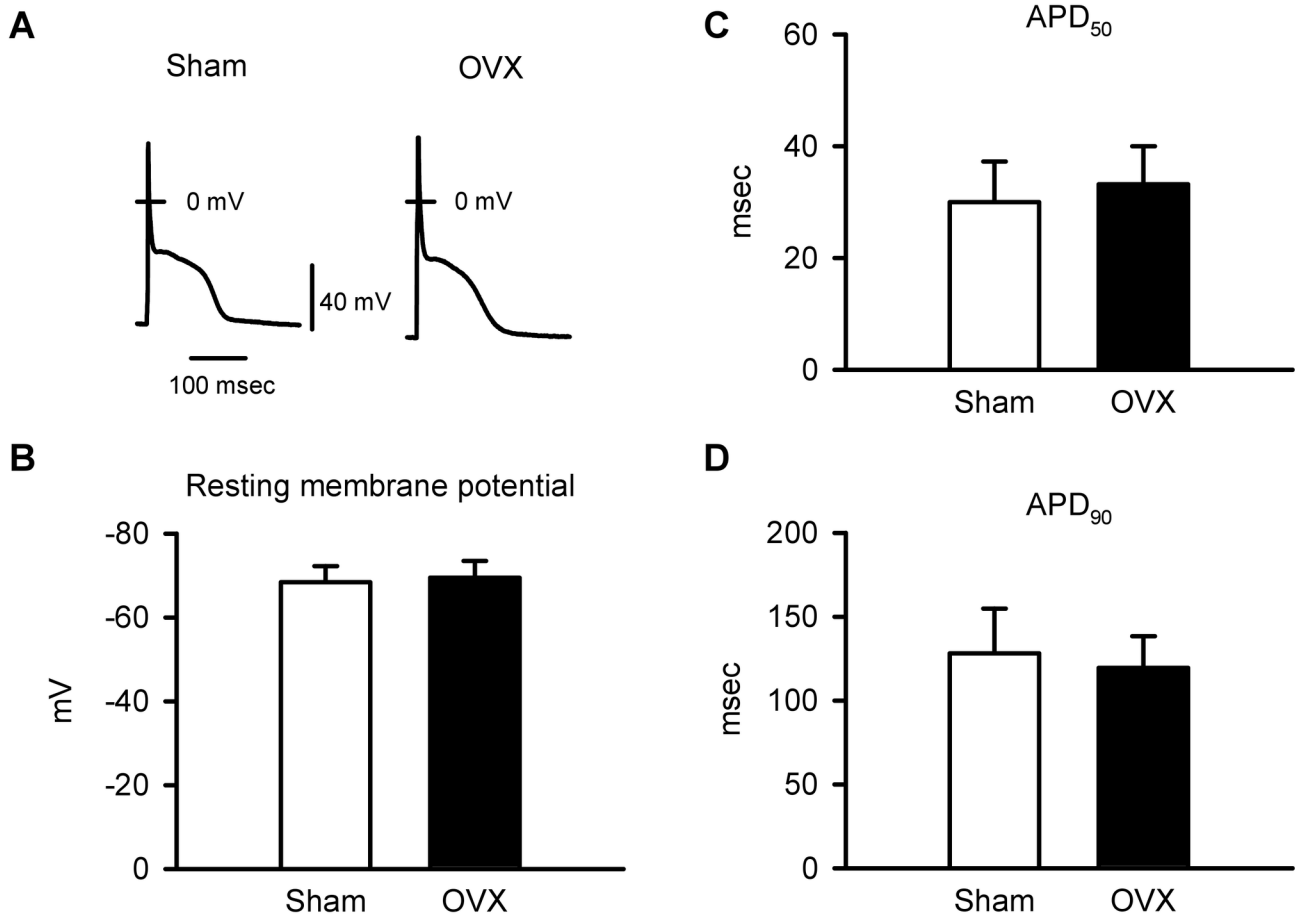 A
Sham
OVX
0 mV
0 mV
40 mV
100 msec
B
Resting membrane potential
-80
-60
-40
-20
0
mV
Sham
OVX
C
APD50
60
40
20
0
msec
Sham
OVX
D
APD90
200
150
100
50
0
msec
Sham
OVX